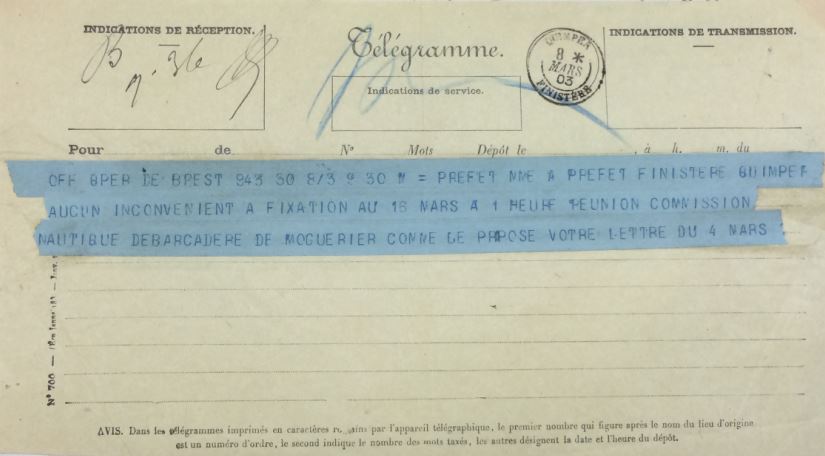 INDICATIONS DE RÉCEPTION.
Télégramme.
INDICATIONS DE TRANSMISSION.
QUIMPER
8 *
MARS
03
FINISTÈRE
Indications de service.
Pour de N° Mots Dépôt le , à h. m. du
OFF BPER DE BPEST 943 30 8/3 9 30 M = PREFET MME A PREFET FINISTERE QUIMPER
AUCUN INCONVENIENT A FIXATION AU 16 MARS A 1 HEURE REUNION COMMISSION
NAUTIQUE DEBARCADERE DE MOGUERIER COMME LE PRPOSE VOTRE LETTRE DU 4 MARS
N° 700
AVIS. Dans les télégrammes imprimés en caractères romains par l'appareil télégraphique, le premier nombre qui figure après le nom du lieu d'origine
est un numéro d'ordre, le second indique le nombre des mots taxés, les autres désignent la date et l'heure du dépôt.